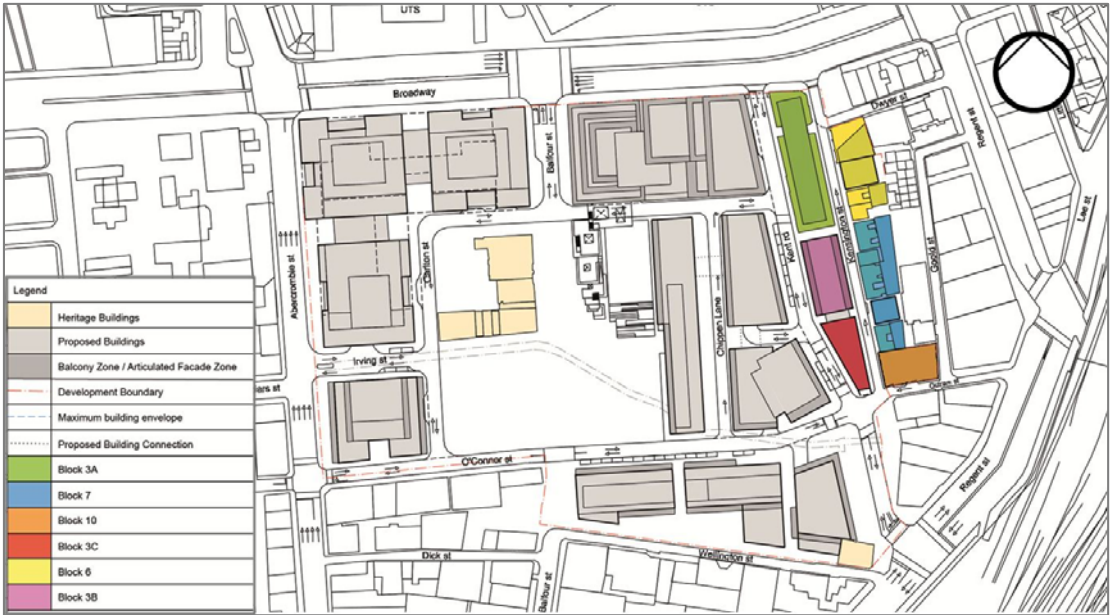 UTS
Broadway
Dwyer st
Regent st
Lee st
Balfour st
Kensington st
Kent rd
Goold st
Carlton st
Abercrombie st
Chippen Lane
Irving st
Outram st
O'Connor st
Regent st
Dick st
Wellington st
Balfour st
Legend
Heritage Buildings
Proposed Buildings
Balcony Zone / Articulated Facade Zone
Development Boundary
Maximum building envelope
Proposed Building Connection
Block 3A
Block 7
Block 10
Block 3C
Block 6
Block 3B